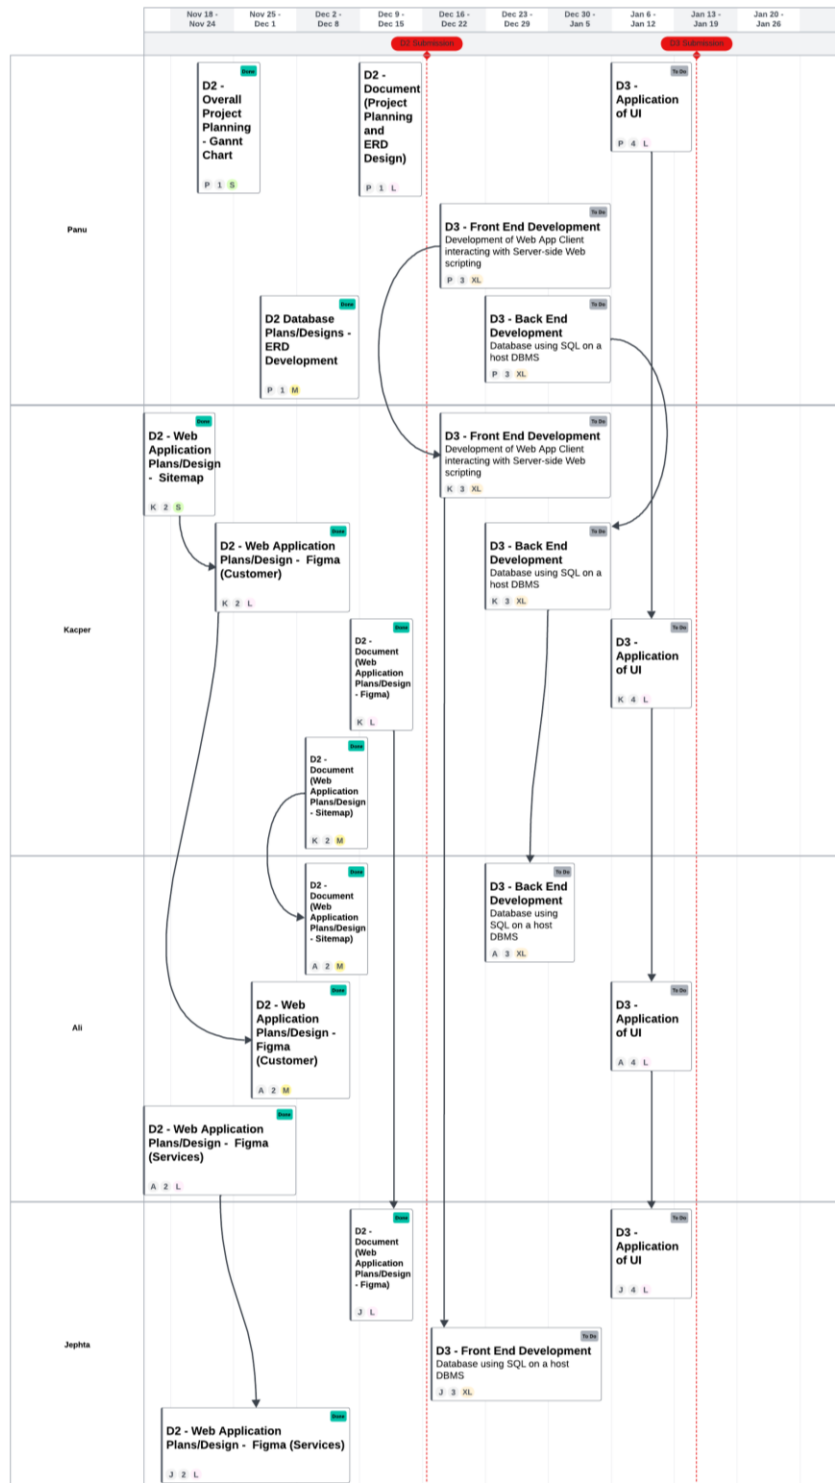 Nov 18 -
Nov 24
Nov 25 -
Dec 1
Dec 2 -
Dec 8
Dec 9 -
Dec 15
Dec 16 -
Dec 22
Dec 23 -
Dec 29
Dec 30 -
Jan 5
Jan 6 -
Jan 12
Jan 13 -
Jan 19
Jan 20 -
Jan 26
D2 Submission
D3 Submission
Panu
Done
D2 -
Overall
Project
Planning
- Gannt
Chart
P 1 S
D2 -
Document
(Project
Planning
and
ERD
Design)
P 1 L
To Do
D3 -
Application
of UI
P 4 L
To Do
D3 - Front End Development
Development of Web App Client
interacting with Server-side Web
scripting
P 3 XL
Done
D2 Database
Plans/Designs -
ERD
Development
P 1 M
To Do
D3 - Back End
Development
Database using SQL on a
host DBMS
P 3 XL
Kacper
Done
D2 - Web
Application
Plans/Design
- Sitemap
K 2 S
To Do
D3 - Front End Development
Development of Web App Client
interacting with Server-side Web
scripting
K 3 XL
Done
D2 - Web Application
Plans/Design - Figma
(Customer)
K 2 L
To Do
D3 - Back End
Development
Database using SQL on a
host DBMS
K 3 XL
Done
D2 -
Document
(Web
Application
Plans/Design
- Figma)
K L
To Do
D3 -
Application
of UI
K 4 L
Done
D2 -
Document
(Web
Application
Plans/Design
- Sitemap)
K 2 M
Ali
Done
D2 -
Document
(Web
Application
Plans/Design
- Sitemap)
A 2 M
To Do
D3 - Back End
Development
Database using
SQL on a host
DBMS
A 3 XL
Done
D2 - Web
Application
Plans/Design -
Figma
(Customer)
A 2 M
To Do
D3 -
Application
of UI
A 4 L
Done
D2 - Web Application
Plans/Design - Figma
(Services)
A 2 L
Jephta
Done
D2 -
Document
(Web
Application
Plans/Design
- Figma)
J L
To Do
D3 -
Application
of UI
J 4 L
To Do
D3 - Front End Development
Database using SQL on a host
DBMS
J 3 XL
Done
D2 - Web Application
Plans/Design - Figma (Services)
J 2 L